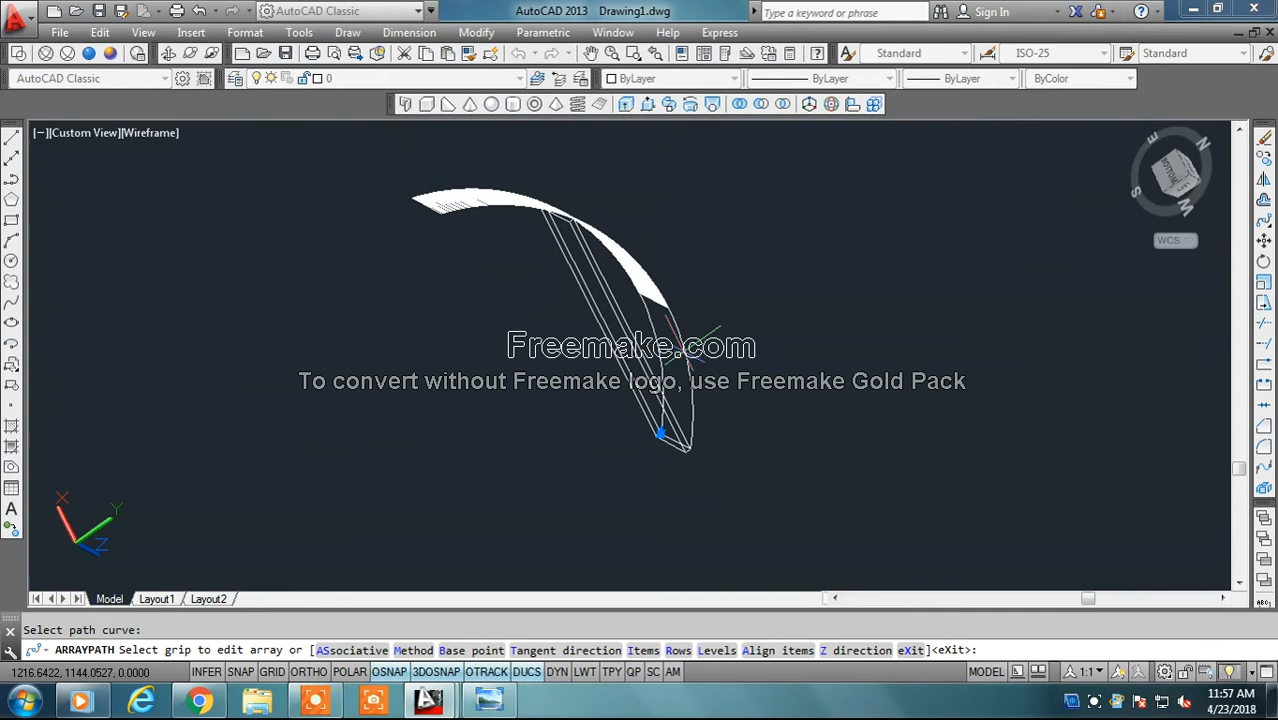 AutoCAD Classic
AutoCAD 2013 Drawing1.dwg
Type a keyword or phrase
Sign In
File Edit View Insert Format Tools Draw Dimension Modify Parametric Window Help Express
Standard ISO-25 Standard
AutoCAD Classic 0 ByLayer ByLayer ByLayer ByColor
[−][Custom View][Wireframe]
E N
BOTTOM
S W
WCS
Freemake.com
To convert without Freemake logo, use Freemake Gold Pack
X Y
Z
Model Layout1 Layout2
Select path curve:
ARRAYPATH Select grip to edit array or [ASsociative Method Base point Tangent direction Items Rows Levels Align items Z direction eXit]<eXit>:
1216.6422, 1144.0527, 0.0000 INFER SNAP GRID ORTHO POLAR OSNAP 3DOSNAP OTRACK DUCS DYN LWT TPY QP SC AM MODEL 1:1
11:57 AM
4/23/2018